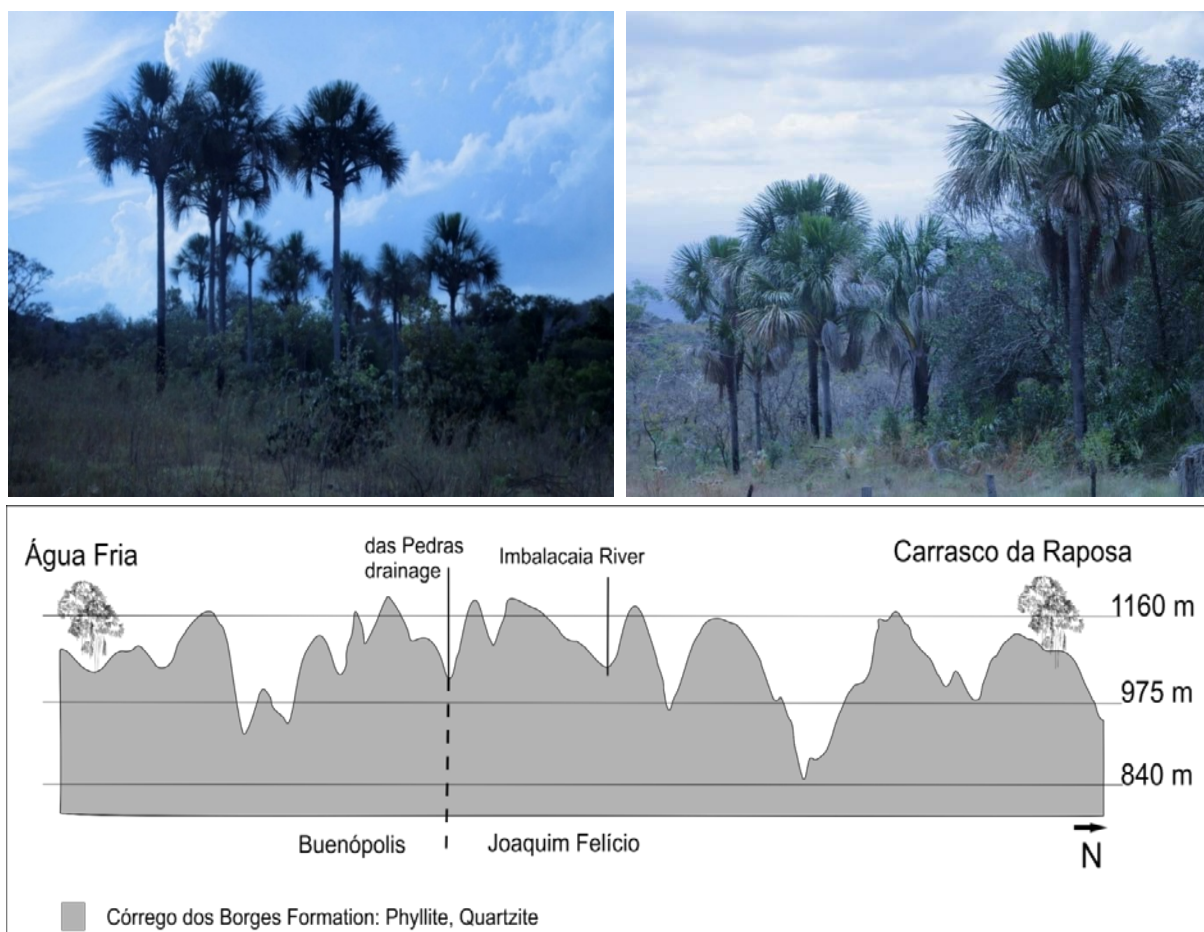 Água Fria
das Pedras
drainage
Imbalacaia River
Carrasco da Raposa
1160 m
975 m
840 m
Buenópolis
Joaquim Felício
N
Córrego dos Borges Formation: Phyllite, Quartzite